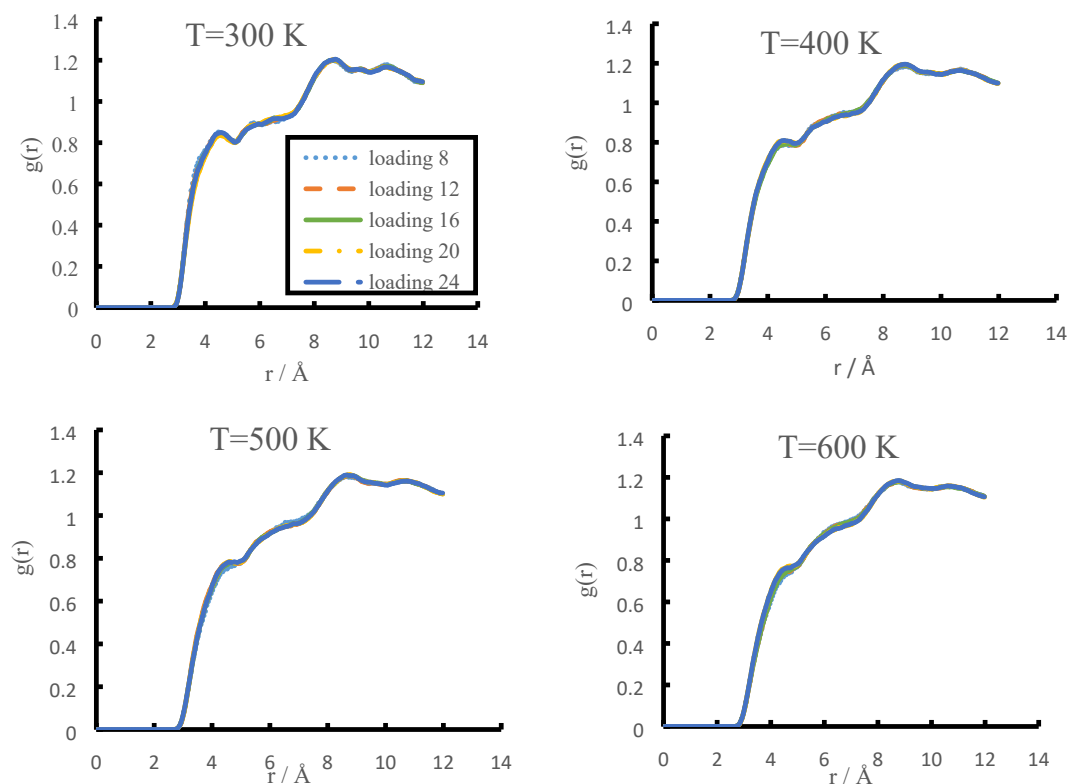 T=300 K
1.4
1.2
1
0.8
0.6
0.4
0.2
0
g(r)
loading 8
loading 12
loading 16
loading 20
loading 24
0 2 4 6 8 10 12 14
r / Å
T=400 K
1.4
1.2
1
0.8
0.6
0.4
0.2
0
g(r)
0 2 4 6 8 10 12 14
r / Å
T=500 K
1.4
1.2
1
0.8
0.6
0.4
0.2
0
g(r)
0 2 4 6 8 10 12 14
r / Å
T=600 K
1.4
1.2
1
0.8
0.6
0.4
0.2
0
g(r)
0 2 4 6 8 10 12 14
r / Å